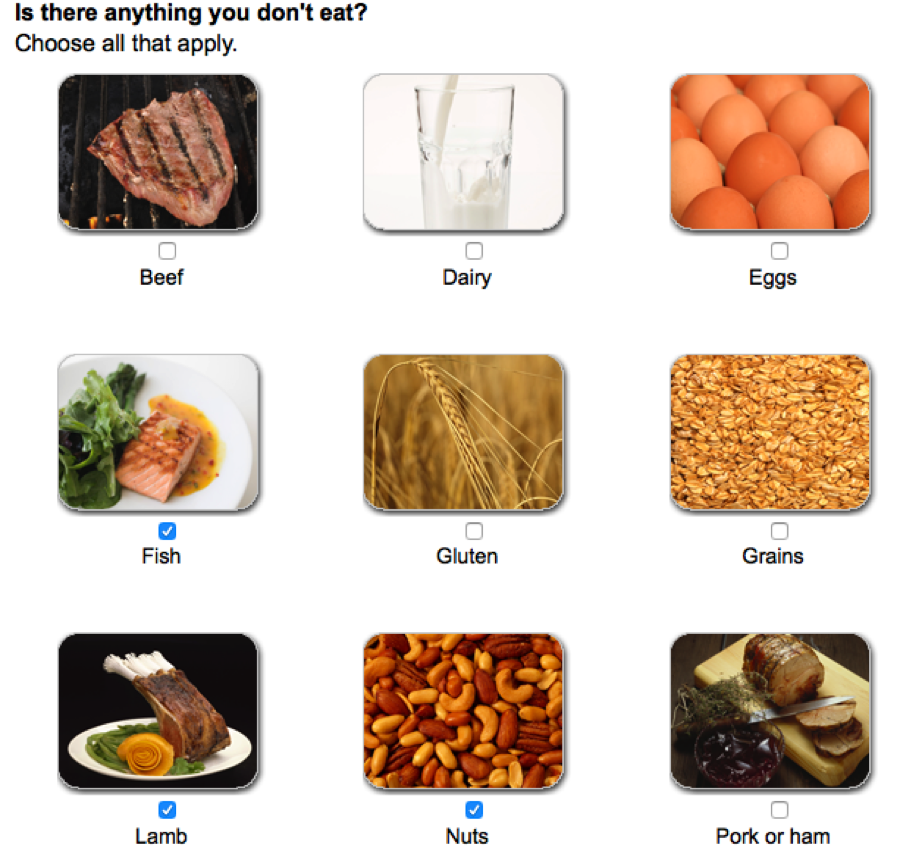 Is there anything you don't eat?
Choose all that apply.
Beef
Dairy
Eggs
Fish
Gluten
Grains
Lamb
Nuts
Pork or ham